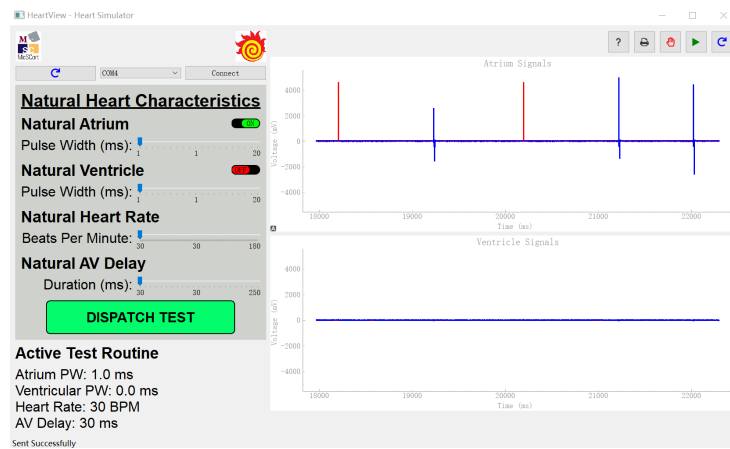 HeartView - Heart Simulator
M
S C
MicSCort
COM4
Connect
Natural Heart Characteristics
Natural Atrium
ON
Pulse Width (ms):
1 1 20
Natural Ventricle
OFF
Pulse Width (ms):
1 1 20
Natural Heart Rate
Beats Per Minute:
30 30 180
Natural AV Delay
Duration (ms):
30 30 250
DISPATCH TEST
Active Test Routine
Atrium PW: 1.0 ms
Ventricular PW: 0.0 ms
Heart Rate: 30 BPM
AV Delay: 30 ms
Sent Successfully
?
Atrium Signals
Voltage (mV)
4000
2000
0
-2000
-4000
18000 19000 20000 21000 22000
Time (ms)
A
Ventricle Signals
Voltage (mV)
4000
2000
0
-2000
-4000
18000 19000 20000 21000 22000
Time (ms)